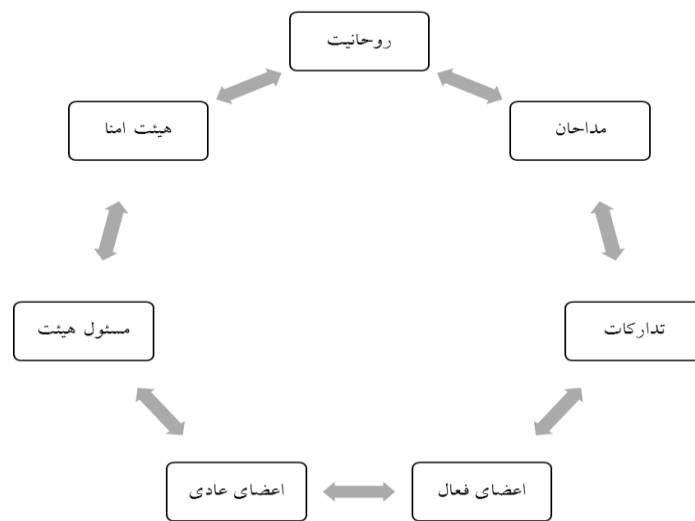 روحانیت
مداحان
هیئت امنا
تدارکات
مسئول هیئت
اعضای فعال
اعضای عادی